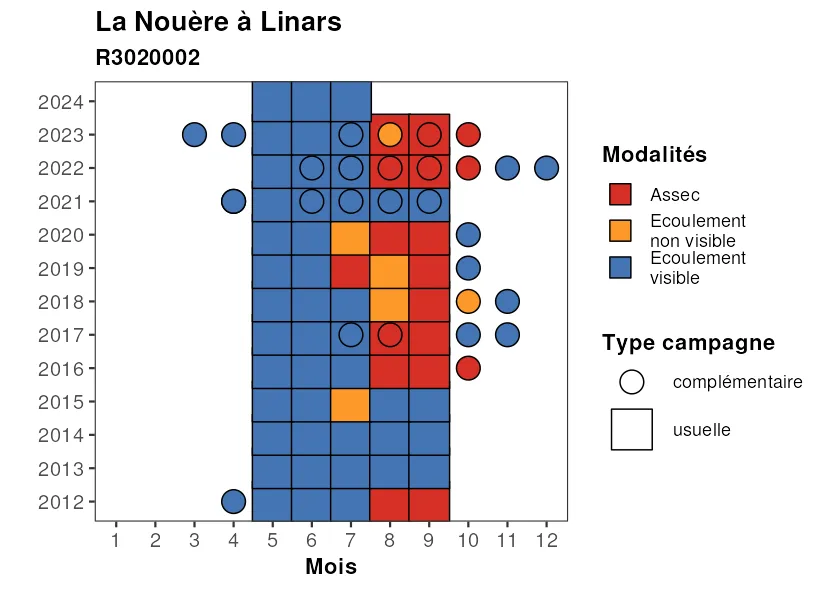 La Nouère à Linars
R3020002
2024
2023
2022
2021
2020
2019
2018
2017
2016
2015
2014
2013
2012
1 2 3 4 5 6 7 8 9 10 11 12
Mois
Modalités
Assec
Ecoulement
non visible
Ecoulement
visible
Type campagne
complémentaire
usuelle